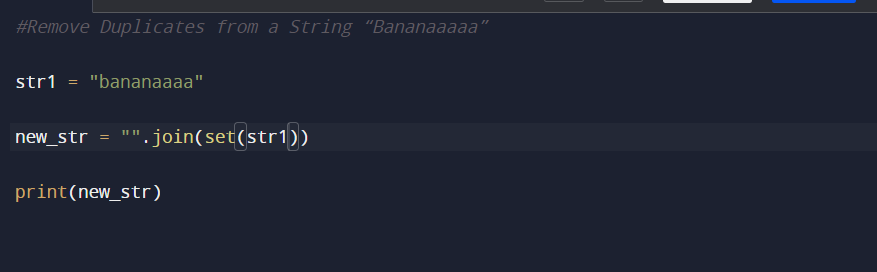 #Remove Duplicates from a String “Bananaaaaa”
str1 = "bananaaaa"
new_str = "".join(set(str1))
print(new_str)